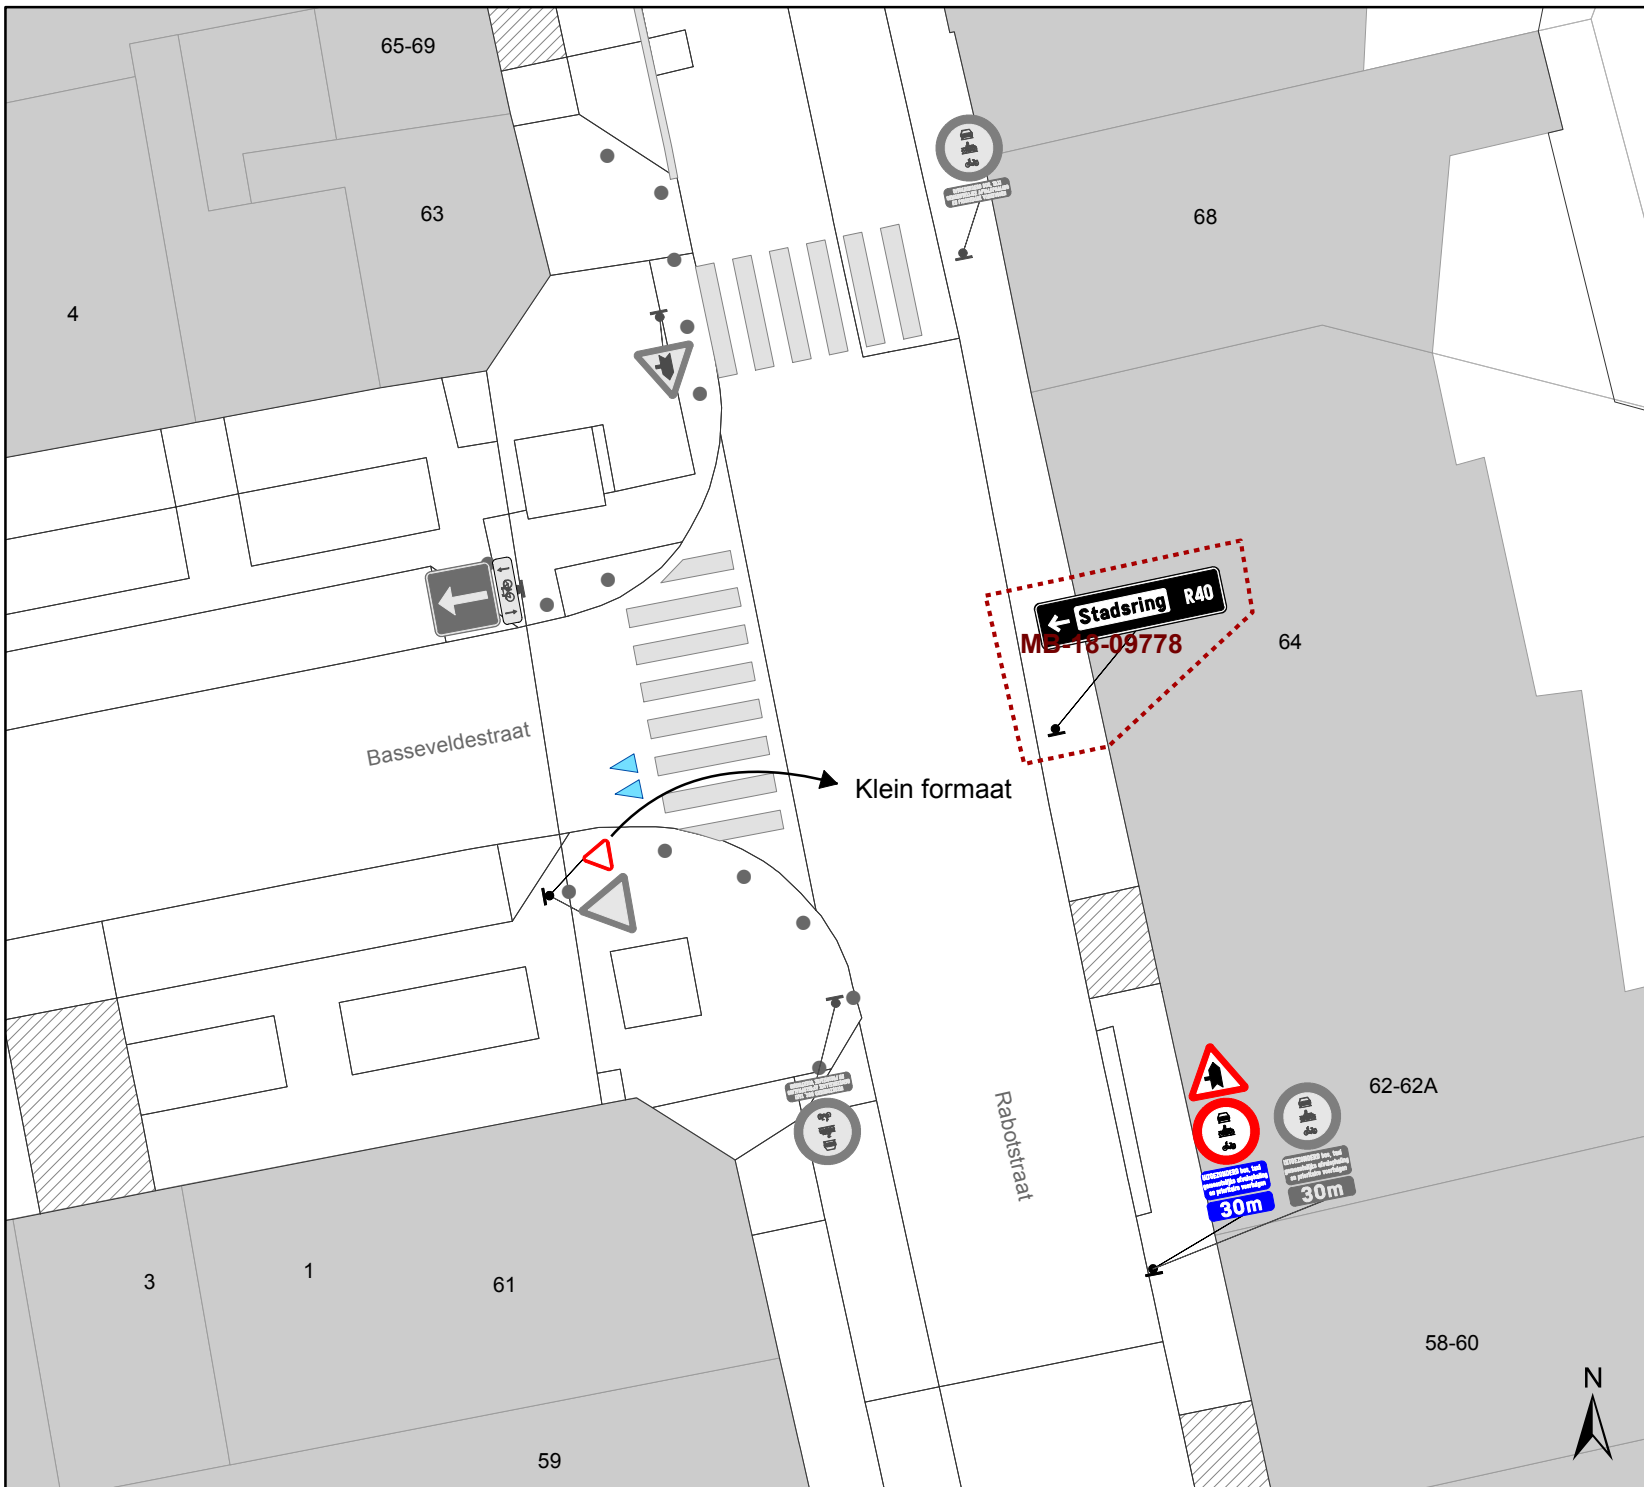 65-69
63
68
4
Stadsring R40
MB-18-09778
64
Basseveldestraat
Klein formaat
Rabotstraat
62-62A
30m
30m
3
1
61
58-60
N
59